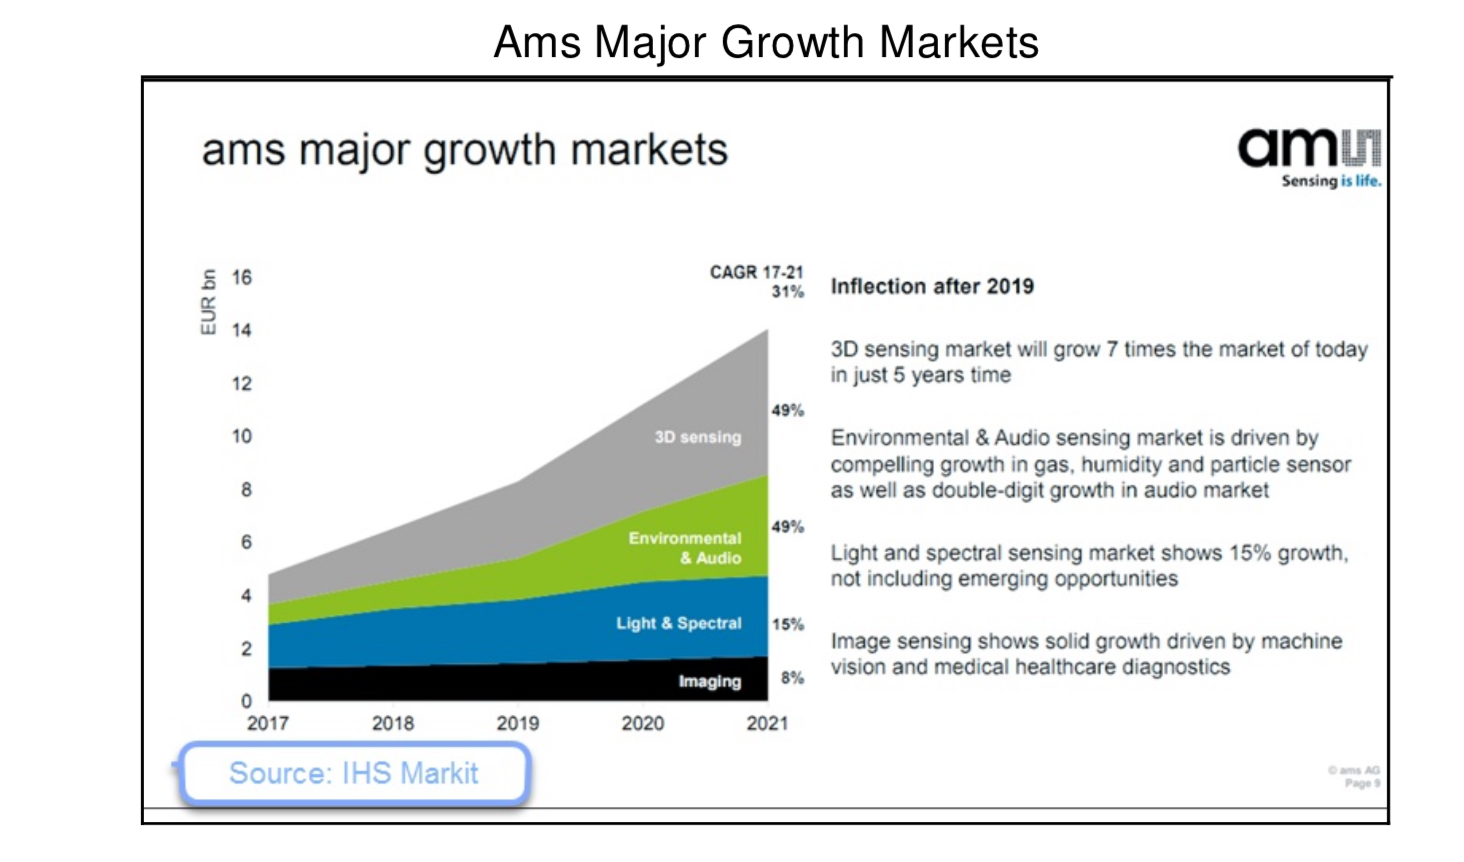 Ams Major Growth Markets
ams major growth markets
am
Sensing is life.
EUR bn
16
14
12
10
8
6
4
2
0
2017
2018
2019
2020
2021
CAGR 17-21
31%
3D sensing
49%
Environmental
& Audio
49%
Light & Spectral
15%
Imaging
8%
Inflection after 2019
3D sensing market will grow 7 times the market of today
in just 5 years time
Environmental & Audio sensing market is driven by
compelling growth in gas, humidity and particle sensor
as well as double-digit growth in audio market
Light and spectral sensing market shows 15% growth,
not including emerging opportunities
Image sensing shows solid growth driven by machine
vision and medical healthcare diagnostics
Source: IHS Markit
© ams AG
Page 9